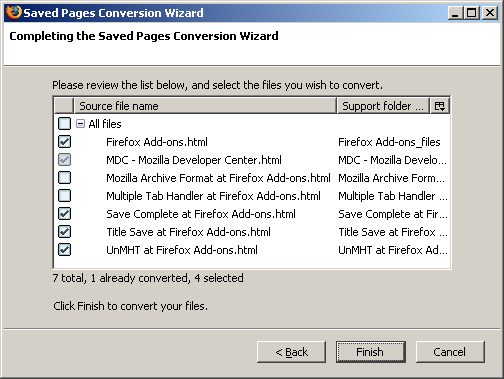 Saved Pages Conversion Wizard
Completing the Saved Pages Conversion Wizard
Please review the list below, and select the files you wish to convert.
Source file name Support folder ...
All files
Firefox Add-ons.html Firefox Add-ons_files
MDC - Mozilla Developer Center.html MDC - Mozilla Develo...
Mozilla Archive Format at Firefox Add-ons.html Mozilla Archive Form...
Multiple Tab Handler at Firefox Add-ons.html Multiple Tab Handler ...
Save Complete at Firefox Add-ons.html Save Complete at Fir...
Title Save at Firefox Add-ons.html Title Save at Firefox ...
UnMHT at Firefox Add-ons.html UnMHT at Firefox Ad...
7 total, 1 already converted, 4 selected
Click Finish to convert your files.
< Back Finish Cancel